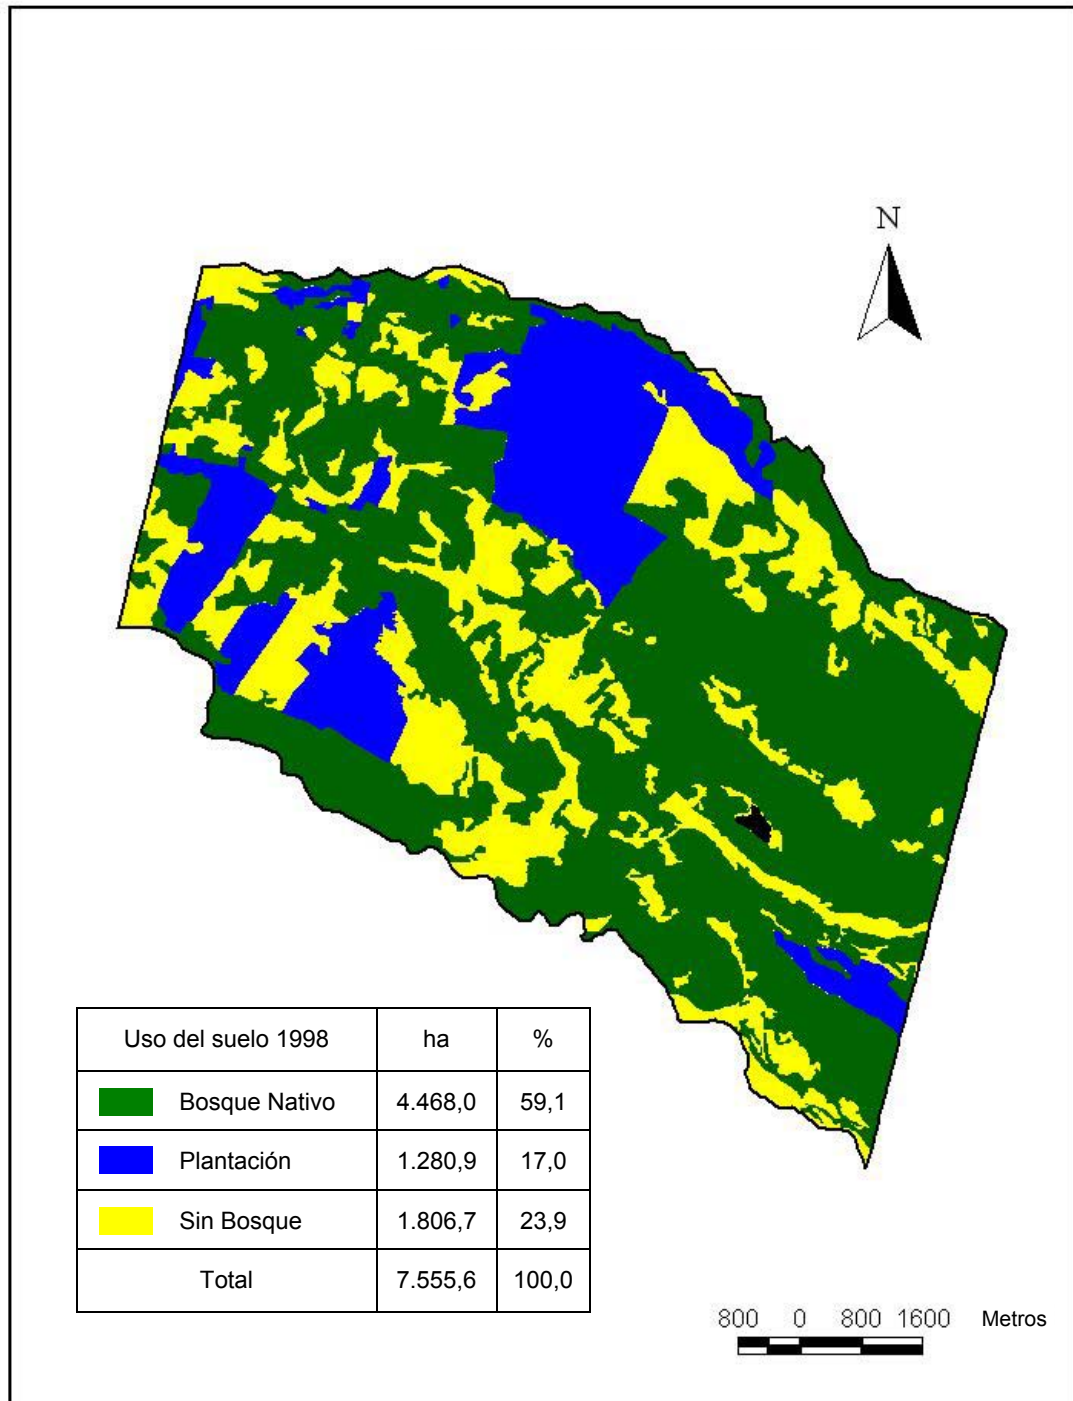 N
Uso del suelo 1998 ha %
Bosque Nativo 4.468,0 59,1
Plantación 1.280,9 17,0
Sin Bosque 1.806,7 23,9
Total 7.555,6 100,0
800 0 800 1600 Metros